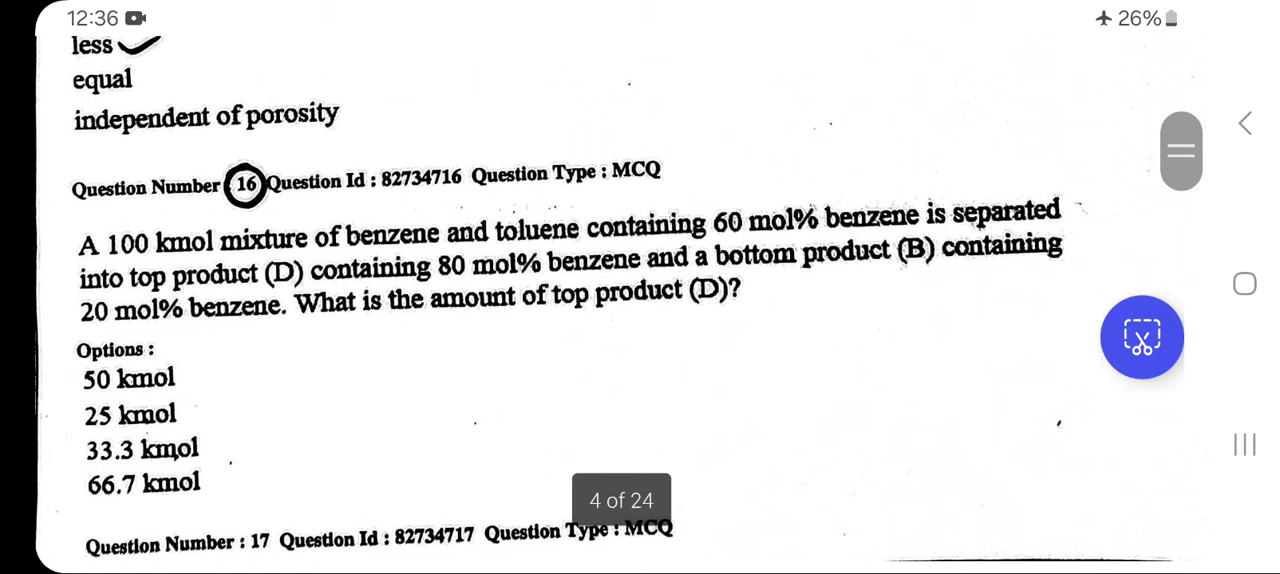 12:36
26%
less
equal
independent of porosity
Question Number 16 Question Id : 82734716 Question Type : MCQ
A 100 kmol mixture of benzene and toluene containing 60 mol% benzene is separated
into top product (D) containing 80 mol% benzene and a bottom product (B) containing
20 mol% benzene. What is the amount of top product (D)?
Options :
50 kmol
25 kmol
33.3 kmol
66.7 kmol
4 of 24
Question Number : 17 Question Id : 82734717 Question Type : MCQ